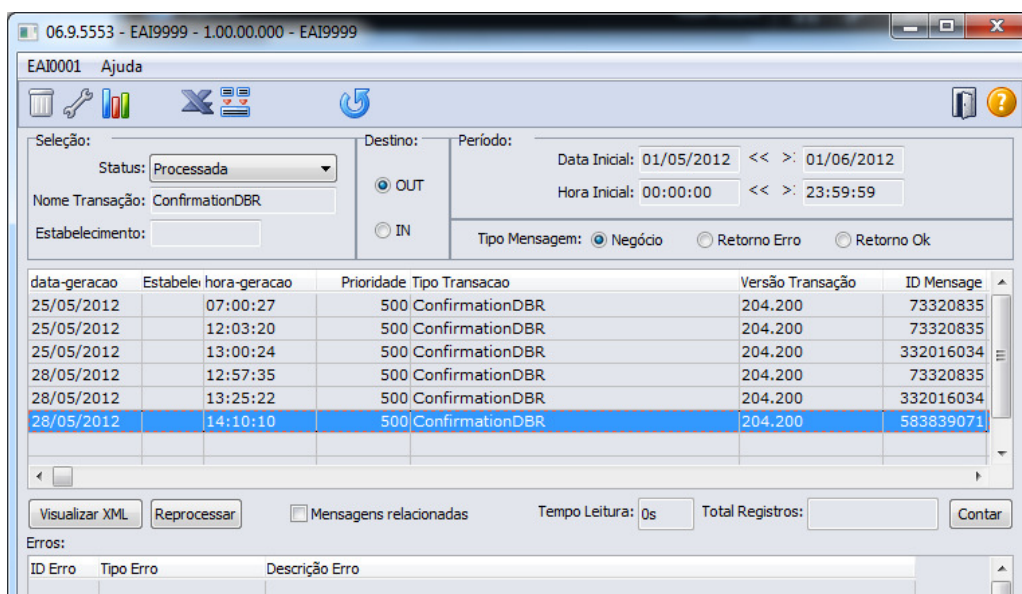 06.9.5553 - EAI9999 - 1.00.00.000 - EAI9999
EAI0001 Ajuda
Seleção: Destino: Período:
Status: Processada Data Inicial: 01/05/2012 << >: 01/06/2012
OUT
Nome Transação: ConfirmationDBR Hora Inicial: 00:00:00 << >: 23:59:59
Estabelecimento: IN Tipo Mensagem: Negócio Retorno Erro Retorno Ok
data-geracao Estabele hora-geracao Prioridade Tipo Transacao Versão Transação ID Mensage
25/05/2012 07:00:27 500 ConfirmationDBR 204.200 73320835
25/05/2012 12:03:20 500 ConfirmationDBR 204.200 73320835
25/05/2012 13:00:24 500 ConfirmationDBR 204.200 332016034
28/05/2012 12:57:35 500 ConfirmationDBR 204.200 73320835
28/05/2012 13:25:22 500 ConfirmationDBR 204.200 332016034
28/05/2012 14:10:10 500 ConfirmationDBR 204.200 583839071
Visualizar XML Reprocessar Mensagens relacionadas Tempo Leitura: 0s Total Registros: Contar
Erros:
ID Erro Tipo Erro Descrição Erro